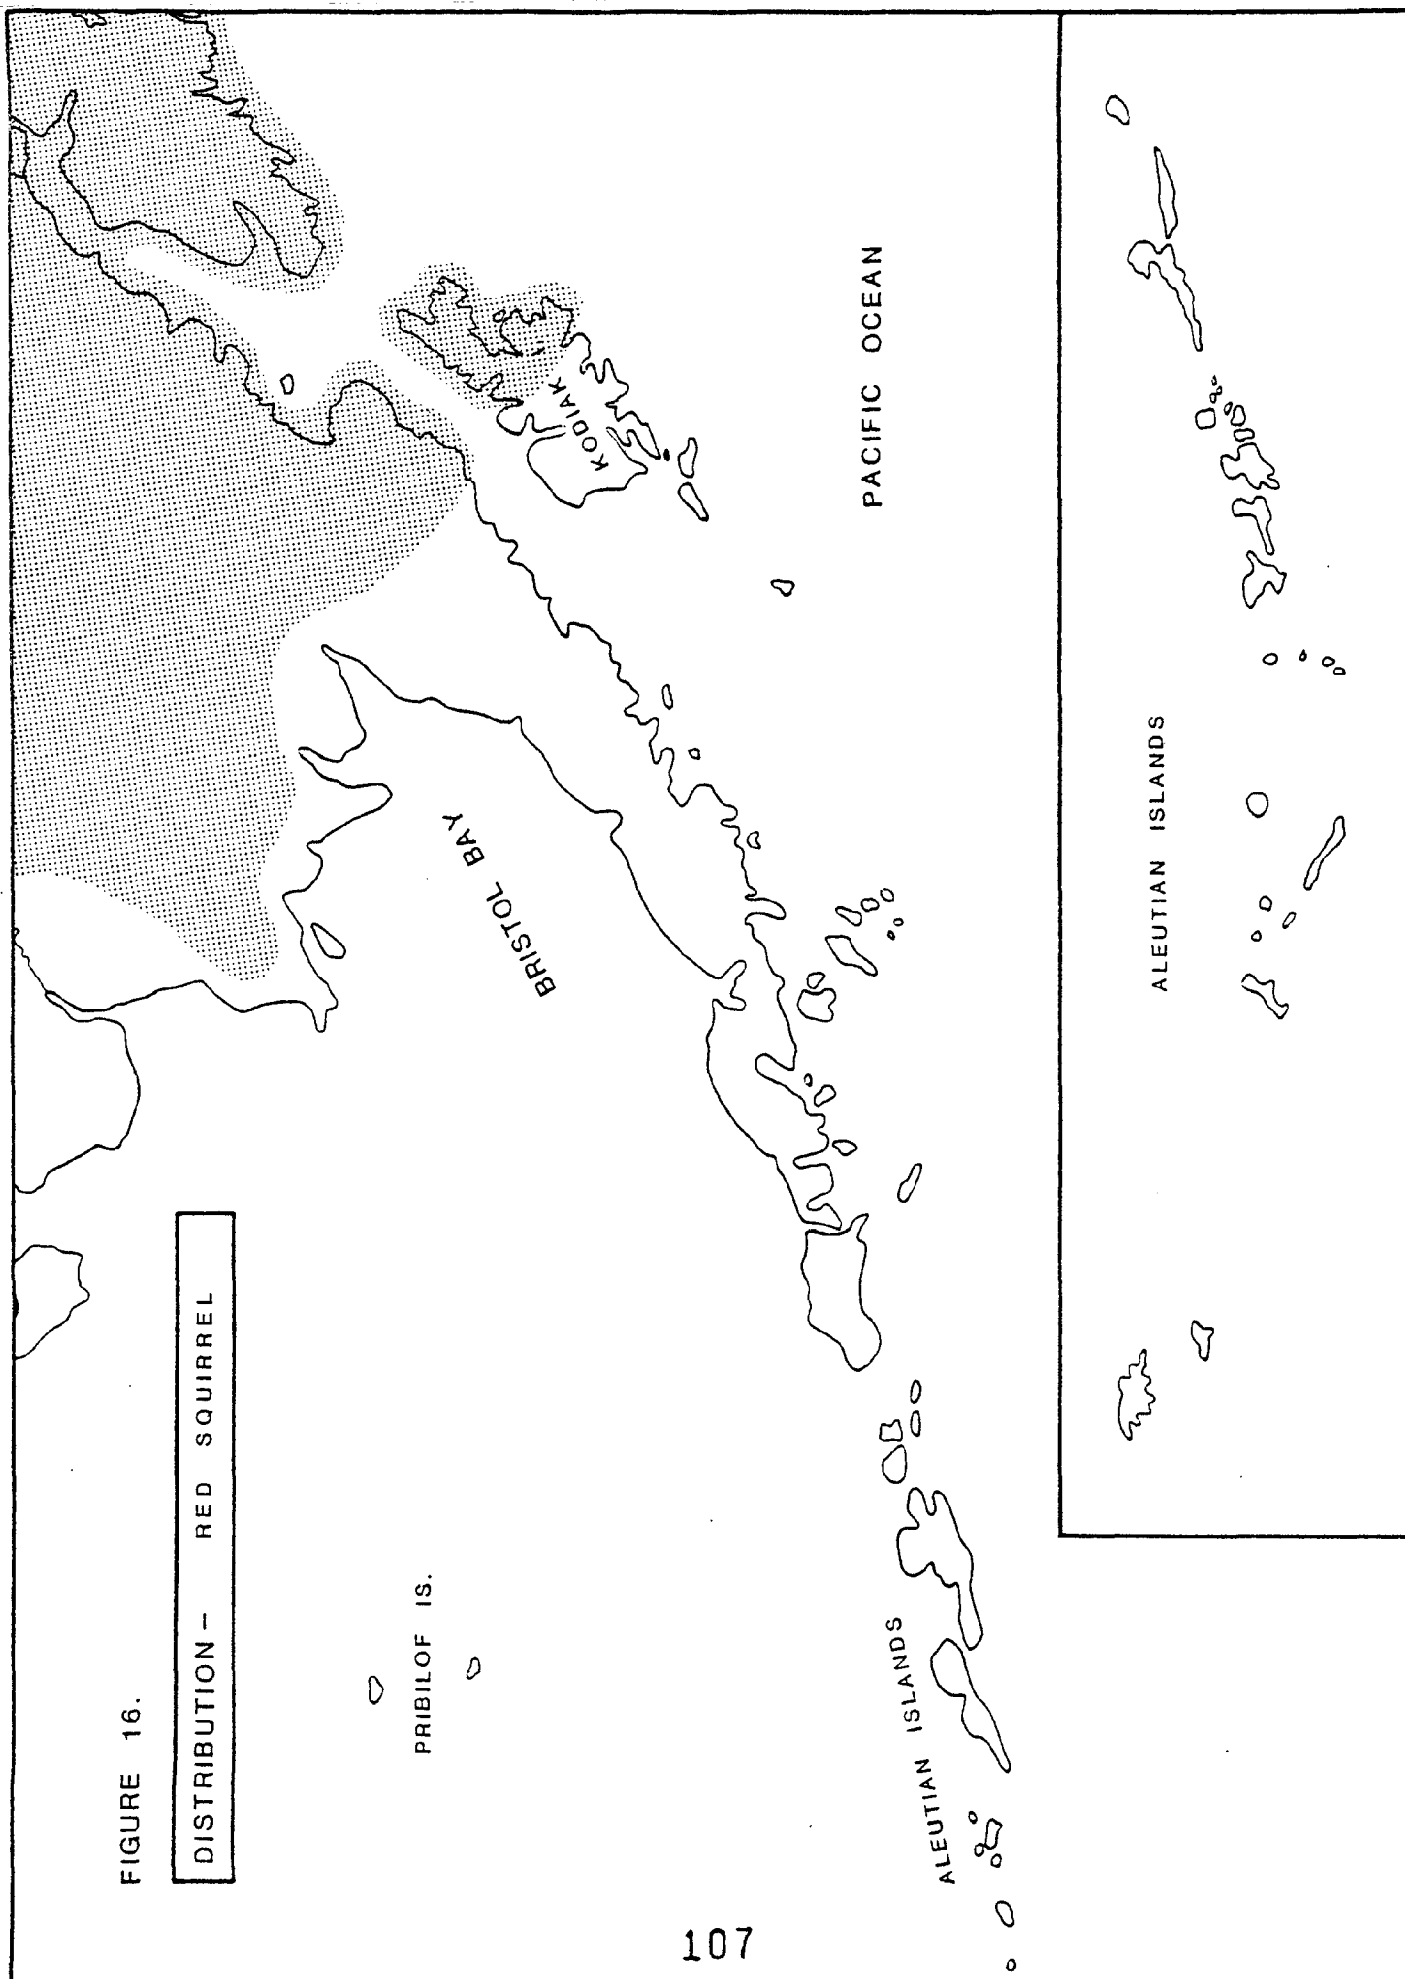 FIGURE 16.
DISTRIBUTION – RED SQUIRREL
PRIBILOF IS.
BRISTOL BAY
KODIAK
PACIFIC OCEAN
ALEUTIAN ISLANDS
ALEUTIAN ISLANDS
107